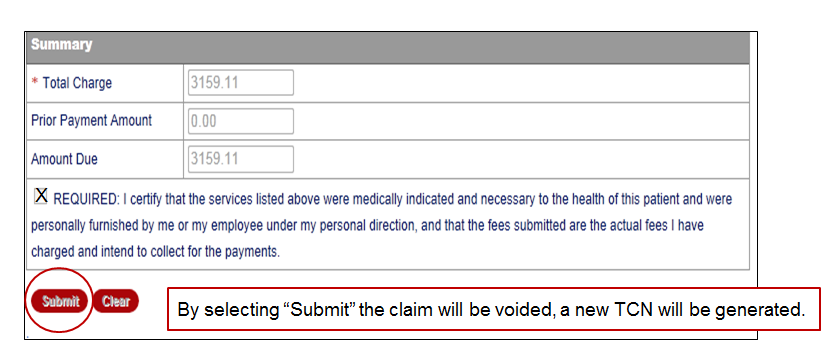 Summary
* Total Charge 3159.11
Prior Payment Amount 0.00
Amount Due 3159.11
X REQUIRED: I certify that the services listed above were medically indicated and necessary to the health of this patient and were
personally furnished by me or my employee under my personal direction, and that the fees submitted are the actual fees I have
charged and intend to collect for the payments.
Submit Clear
By selecting “Submit” the claim will be voided, a new TCN will be generated.